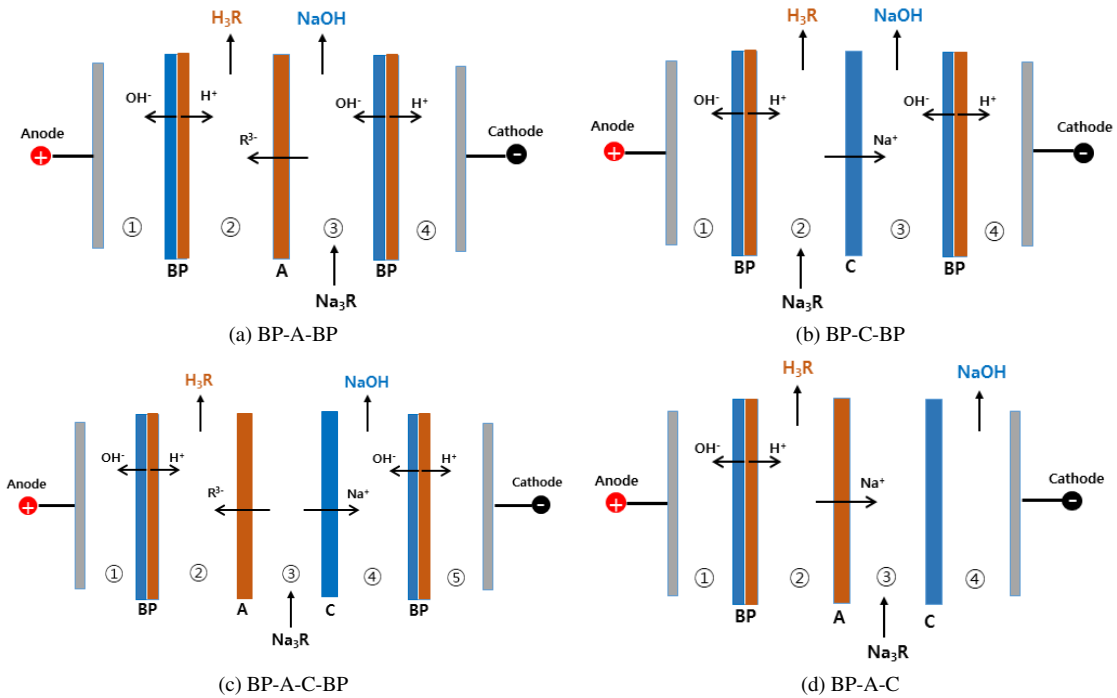 H₃R NaOH
OH⁻ H⁺ OH⁻ H⁺
Anode R³⁻ Cathode
+ -
① ② ③ ④
BP A BP
Na₃R
(a) BP-A-BP
H₃R NaOH
OH⁻ H⁺ OH⁻ H⁺
Anode Na⁺ Cathode
+ -
① ② ③ ④
BP C BP
Na₃R
(b) BP-C-BP
H₃R NaOH
OH⁻ H⁺ OH⁻ H⁺
Anode R³⁻ Na⁺ Cathode
+ -
① ② ③ ④ ⑤
BP A C BP
Na₃R
(c) BP-A-C-BP
H₃R NaOH
OH⁻ H⁺
Anode Na⁺ Cathode
+ -
① ② ③ ④
BP A C
Na₃R
(d) BP-A-C